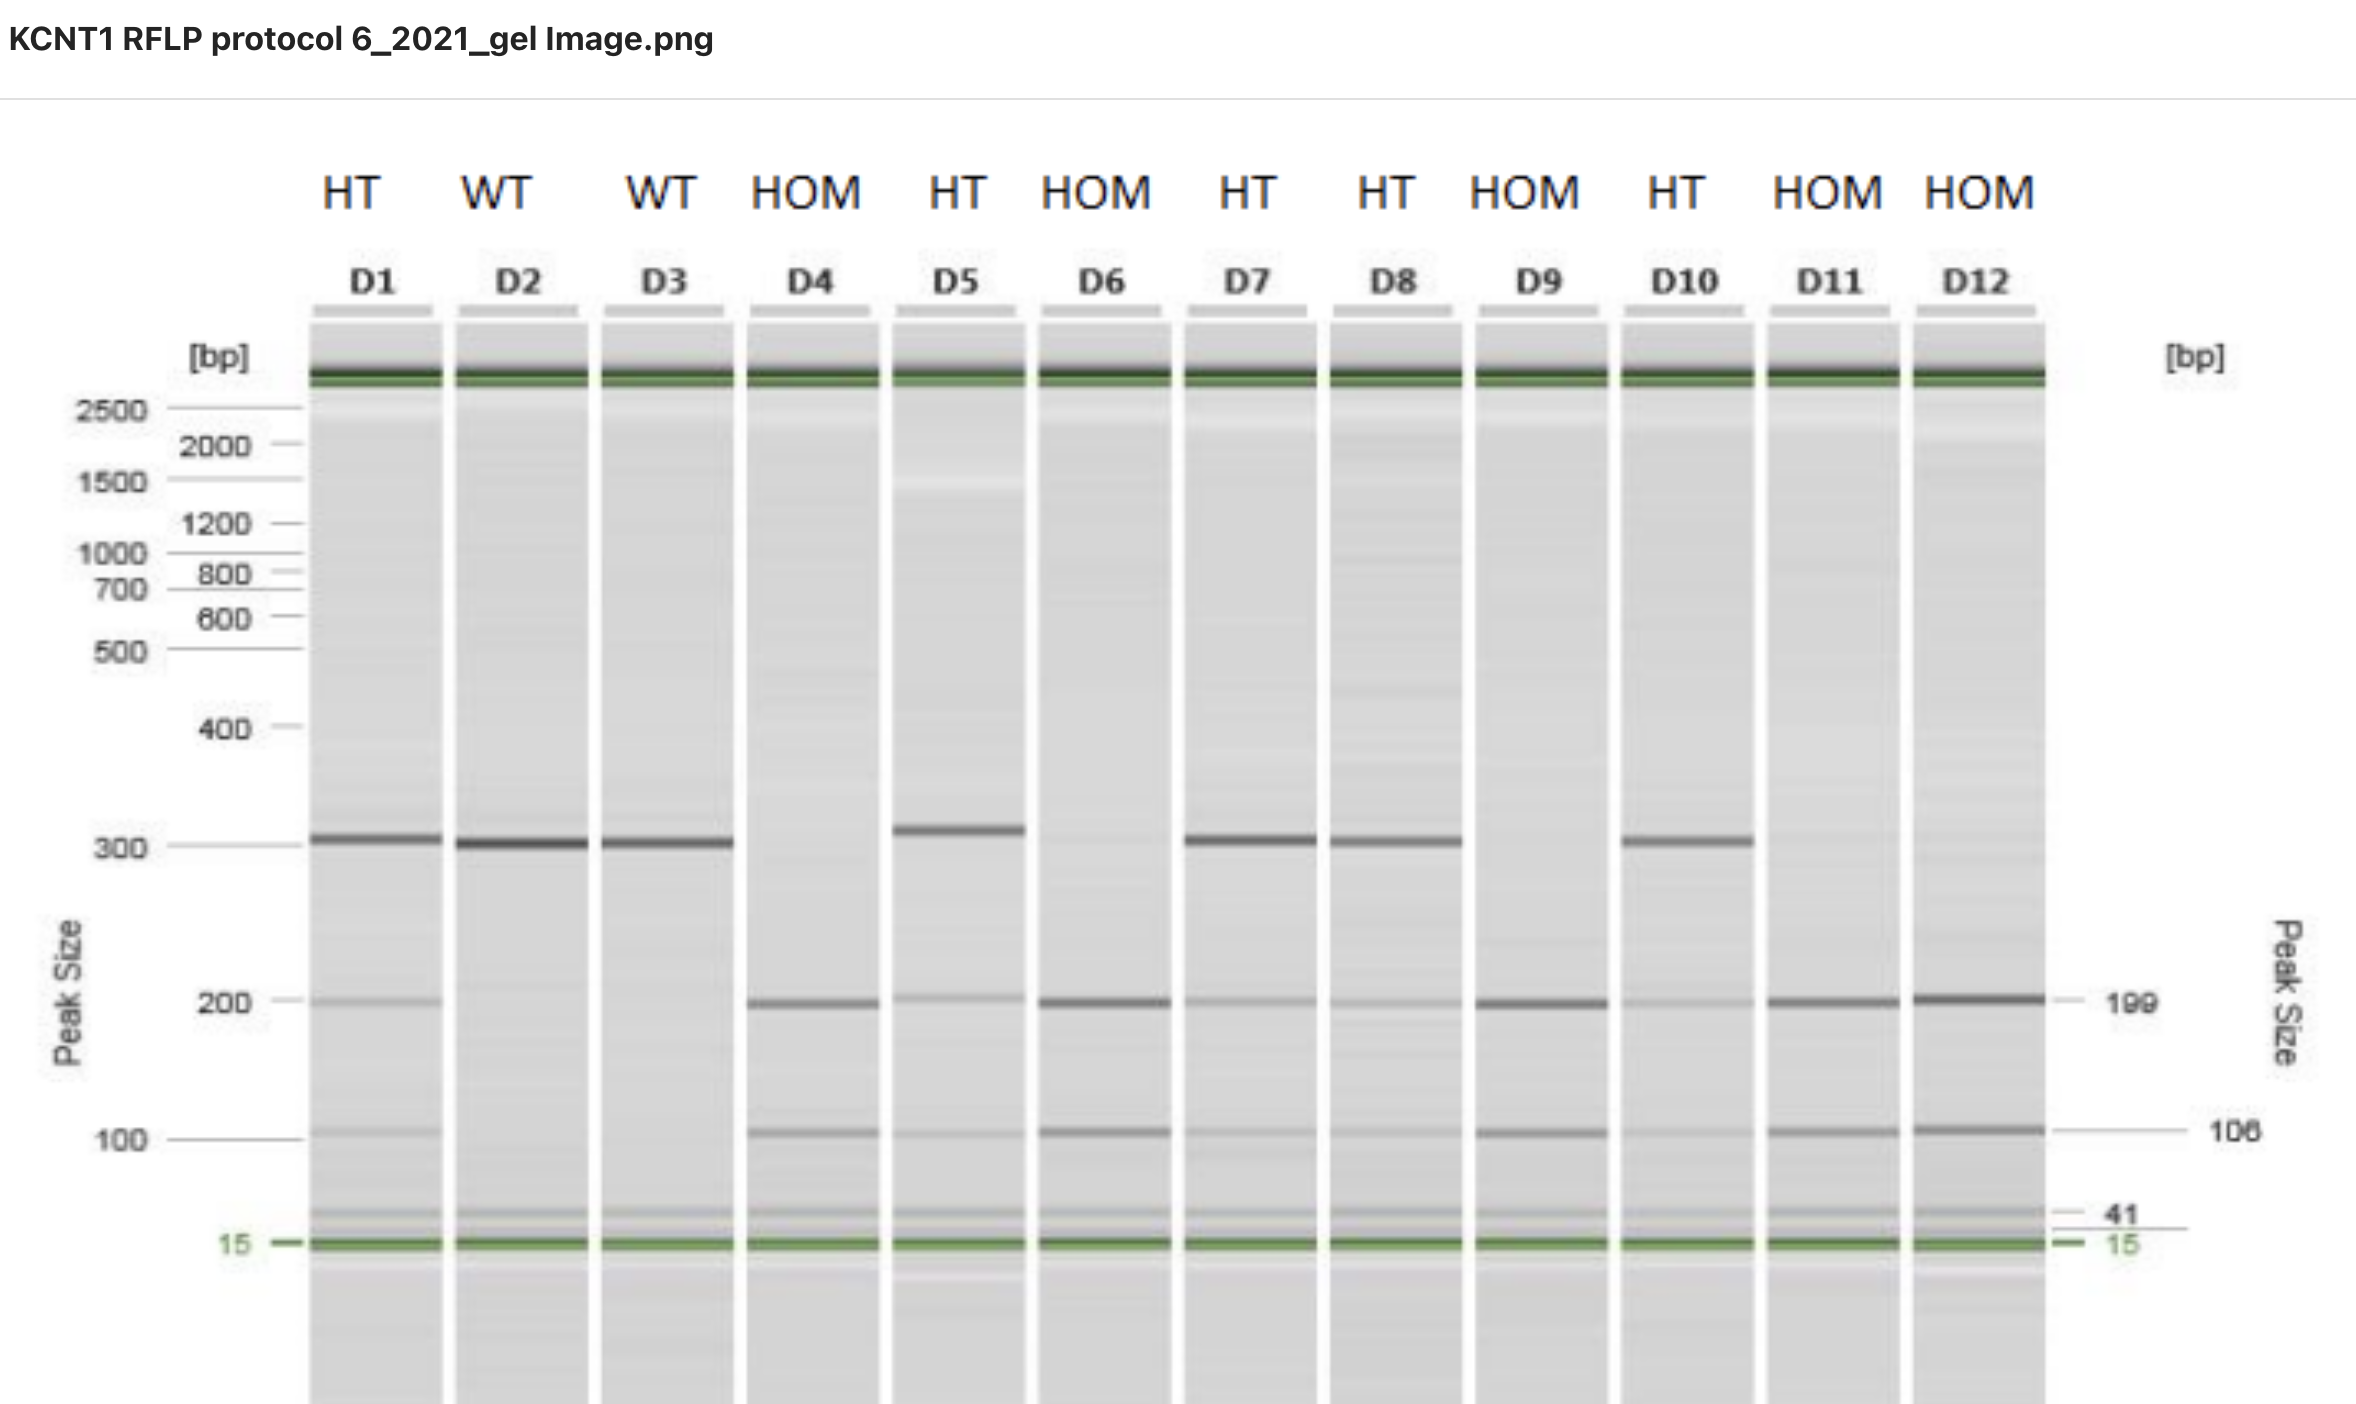 KCNT1 RFLP protocol 6_2021_gel Image.png
HT WT WT HOM HT HOM HT HT HOM HT HOM HOM
D1 D2 D3 D4 D5 D6 D7 D8 D9 D10 D11 D12
[bp] [bp]
2500
2000
1500
1200
1000
800
700
600
500
400
300
Peak Size
Peak Size
200 199
100 106
41
15 15